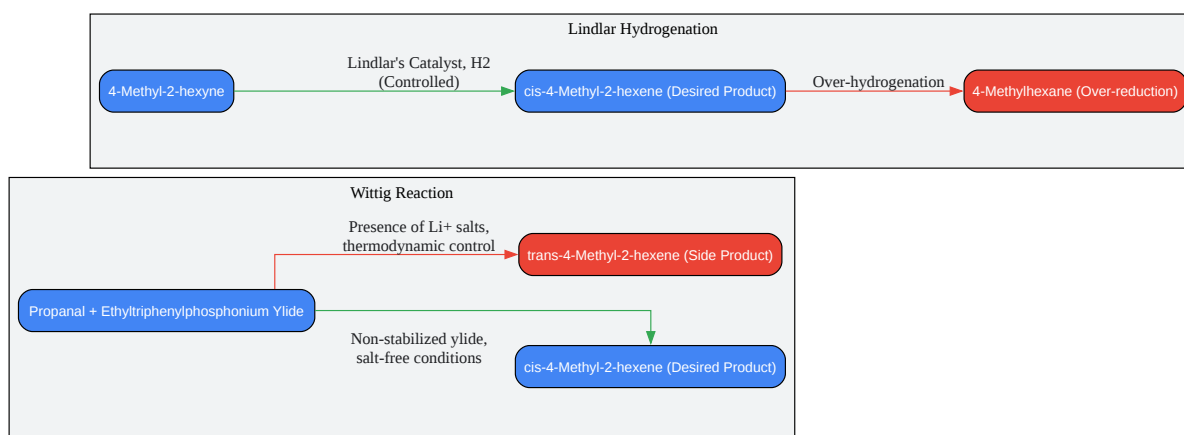 Lindlar Hydrogenation
Lindlar's Catalyst, H2
(Controlled)
Over-hydrogenation
4-Methyl-2-hexyne
cis-4-Methyl-2-hexene (Desired Product)
4-Methylhexane (Over-reduction)
Wittig Reaction
Presence of Li+ salts,
thermodynamic control
trans-4-Methyl-2-hexene (Side Product)
Propanal + Ethyltriphenylphosphonium Ylide
Non-stabilized ylide,
salt-free conditions
cis-4-Methyl-2-hexene (Desired Product)